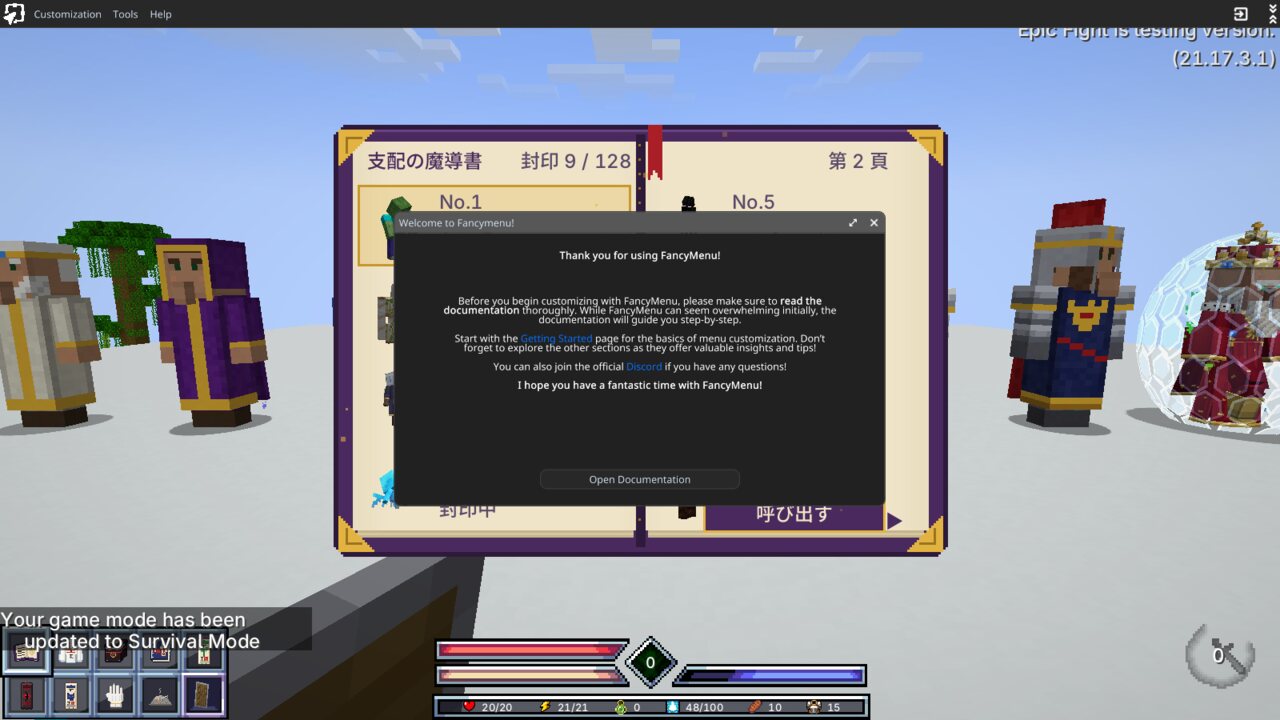 Customization Tools Help
Epic Fight is testing version.
(21.17.3.1)
支配の魔導書 封印 9 / 128
第 2 頁
No.1
No.5
Welcome to Fancymenu!
Thank you for using FancyMenu!
Before you begin customizing with FancyMenu, please make sure to read the
documentation thoroughly. While FancyMenu can seem overwhelming initially, the
documentation will guide you step-by-step.
Start with the Getting Started page for the basics of menu customization. Don't
forget to explore the other sections as they offer valuable insights and tips!
You can also join the official Discord if you have any questions!
I hope you have a fantastic time with FancyMenu!
Open Documentation
封印中
呼び出す
Your game mode has been
updated to Survival Mode
0
0
20/20 21/21 0 48/100 10 15